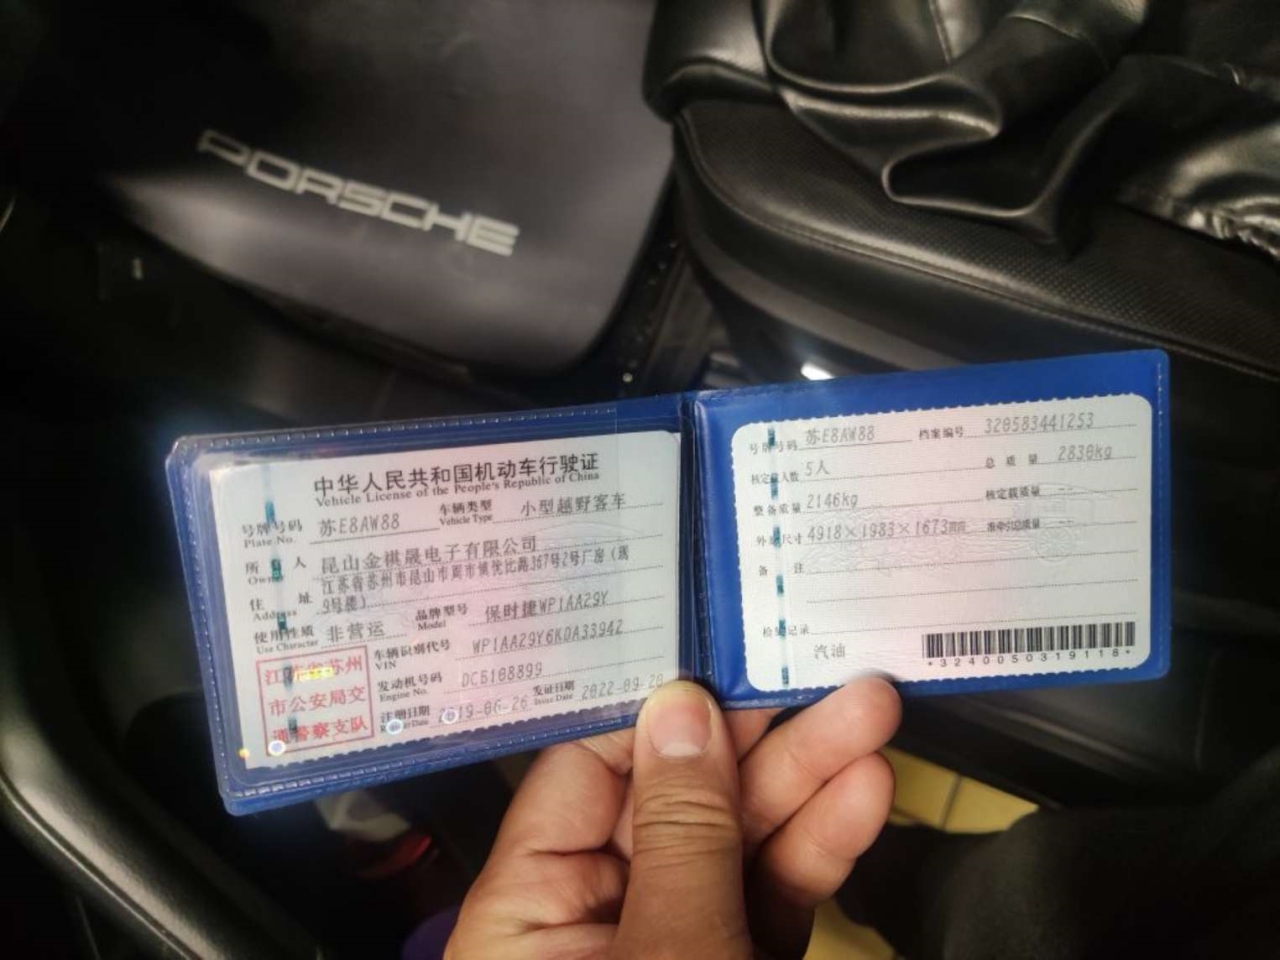 PORSCHE
中华人民共和国机动车行驶证
Vehicle License of the People's Republic of China
号牌号码 苏E8AW88 车辆类型 小型越野客车
Plate No. Vehicle Type
所有人 昆山金祺晟电子有限公司
Owner
住址 江苏省苏州市昆山市周市镇优比路367号2号厂房（现
Address 9号楼）
使用性质 非营运 品牌型号 保时捷WP1AA29Y
Use Character Model
车辆识别代号 WP1AA29Y6KDA33942
VIN
发动机号码 DCB108899
Engine No.
注册日期 2019-06-26 发证日期 2022-09-20
Register Date Issue Date
江苏省苏州
市公安局交
通警察支队
号牌号码 苏E8AW88 档案编号 320583441253
核定载人数 5人 总质量 2830kg
整备质量 2146kg 核定载质量 --
外廓尺寸 4918×1983×1673mm 准牵引总质量 --
备注
检验记录
汽油
*3240050319118*